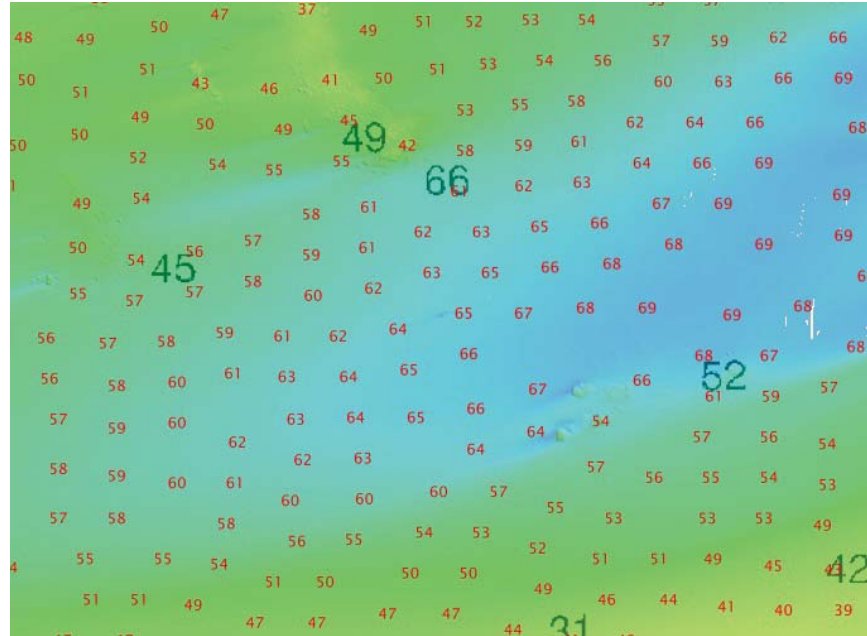 47 37
48 49 50 49 51 52 53 54 57 59 62 66
50 51 51 43 46 41 50 51 53 54 56 60 63 66 69
50 50 49 50 49 45 49 42 53 55 58 62 64 66 68
52 54 55 55 58 59 61 64 66 69
49 54 58 61 66 61 62 63 67 69 69
50 54 56 45 57 59 61 62 63 65 66 68 69 69
55 57 57 58 60 62 63 65 66 68
56 57 58 59 61 62 64 65 67 68 69 69 68
56 58 60 61 63 64 65 66 67 66 68 52 67 68
57 59 60 62 63 64 65 66 64 54 61 59 57
58 59 60 61 62 63 64 57 57 56 54
57 58 58 60 60 60 57 55 56 55 54 53
55 55 54 56 55 54 53 52 53 53 53 49
51 51 49 51 50 50 50 49 51 51 49 45 43 42
47 47 47 47 44 31 46 44 41 40 39